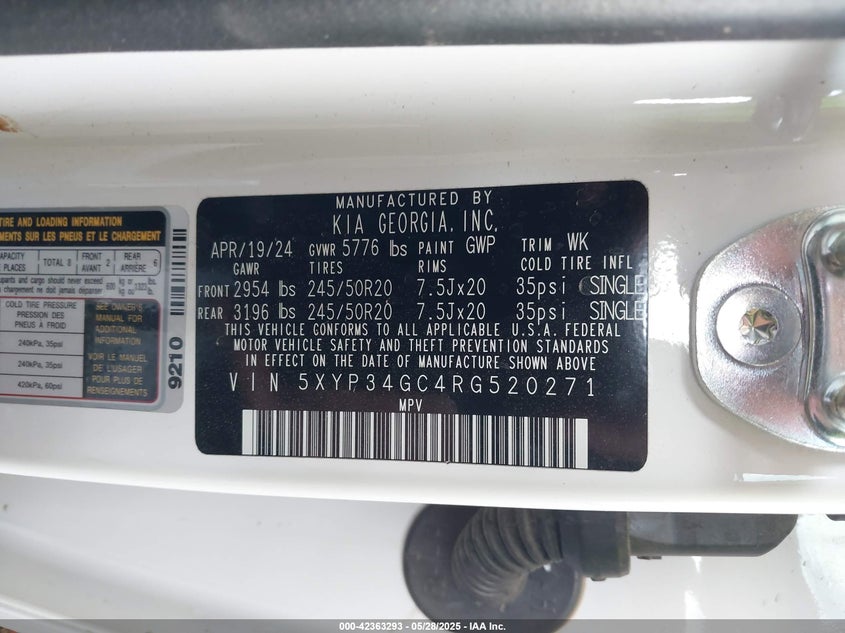 MANUFACTURED BY
KIA GEORGIA, INC.
APR/19/24 GVWR 5776 lbs PAINT GWP TRIM WK
GAWR TIRES RIMS COLD TIRE INFL
FRONT 2954 lbs 245/50R20 7.5Jx20 35psi SINGLE
REAR 3196 lbs 245/50R20 7.5Jx20 35psi SINGLE
THIS VEHICLE CONFORMS TO ALL APPLICABLE U.S.A. FEDERAL
MOTOR VEHICLE SAFETY AND THEFT PREVENTION STANDARDS
IN EFFECT ON THE DATE OF MANUFACTURE SHOWN ABOVE
VIN 5XYP34GC4RG520271
MPV
TIRE AND LOADING INFORMATION
SUR LES PNEUS ET LE CHARGEMENT
TOTAL 8 FRONT 2 REAR 6
PLACES AVANT ARRIÈRE
and cargo should never exceed
COLD TIRE PRESSURE
PRESSION DES
PNEUS À FROID
240kPa, 35psi
240kPa, 35psi
420kPa, 60psi
SEE OWNER'S
MANUAL FOR
ADDITIONAL
INFORMATION
VOIR LE MANUEL
DE L'USAGER
POUR PLUS DE
RENSEIGNEMENTS
9210
000-42363293 - 05/28/2025 - IAA Inc.